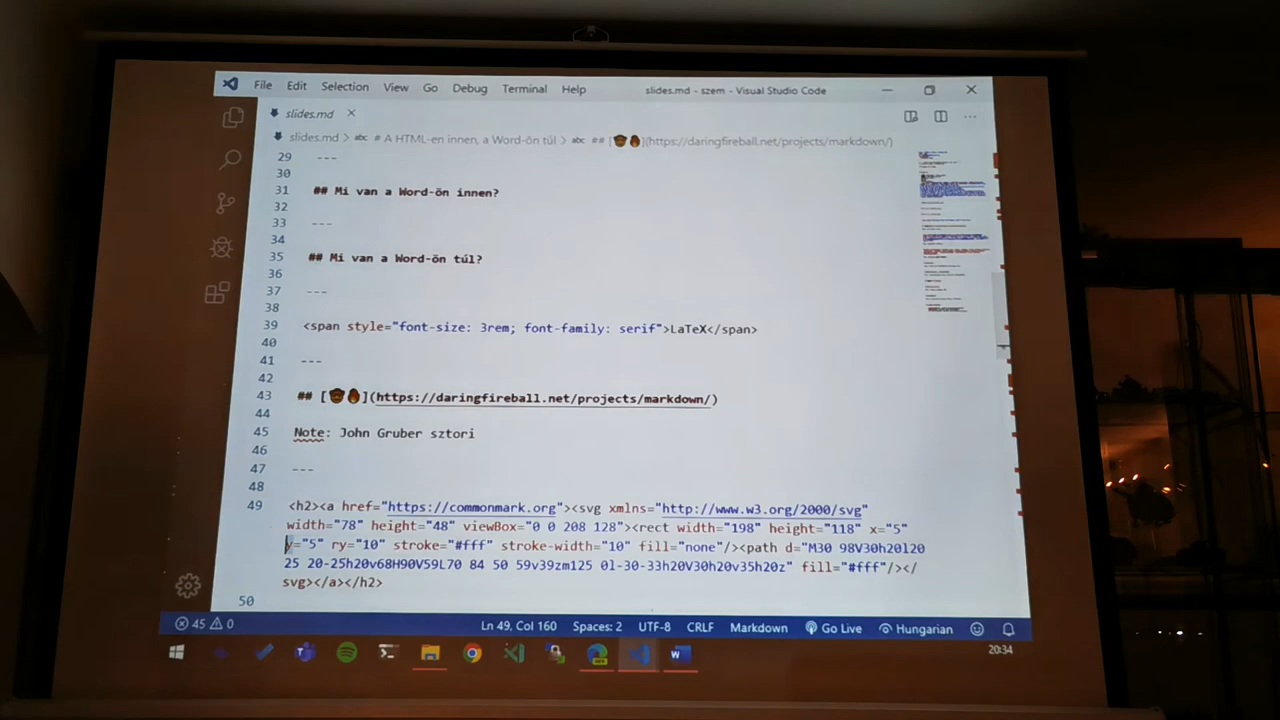 File Edit Selection View Go Debug Terminal Help slides.md - szem - Visual Studio Code
slides.md
slides.md > abc # A HTML-en innen, a Word-ön túl > abc ## [👨🏾🔥](https://daringfireball.net/projects/markdown/)
29 ---
30
31 ## Mi van a Word-ön innen?
32
33 ---
34
35 ## Mi van a Word-ön túl?
36
37 ---
38
39 <span style="font-size: 3rem; font-family: serif">LaTeX</span>
40
41 ---
42
43 ## [👨🏾🔥](https://daringfireball.net/projects/markdown/)
44
45 Note: John Gruber sztori
46
47 ---
48
49 <h2><a href="https://commonmark.org"><svg xmlns="http://www.w3.org/2000/svg"
width="78" height="48" viewBox="0 0 208 128"><rect width="198" height="118" x="5"
y="5" ry="10" stroke="#fff" stroke-width="10" fill="none"/><path d="M30 98V30h20l20
25 20-25h20v68H90V59L70 84 50 59v39zm125 0l-30-33h20V30h20v35h20z" fill="#fff"/></
svg></a></h2>
50
45 0 Ln 49, Col 160 Spaces: 2 UTF-8 CRLF Markdown Go Live Hungarian
20:34